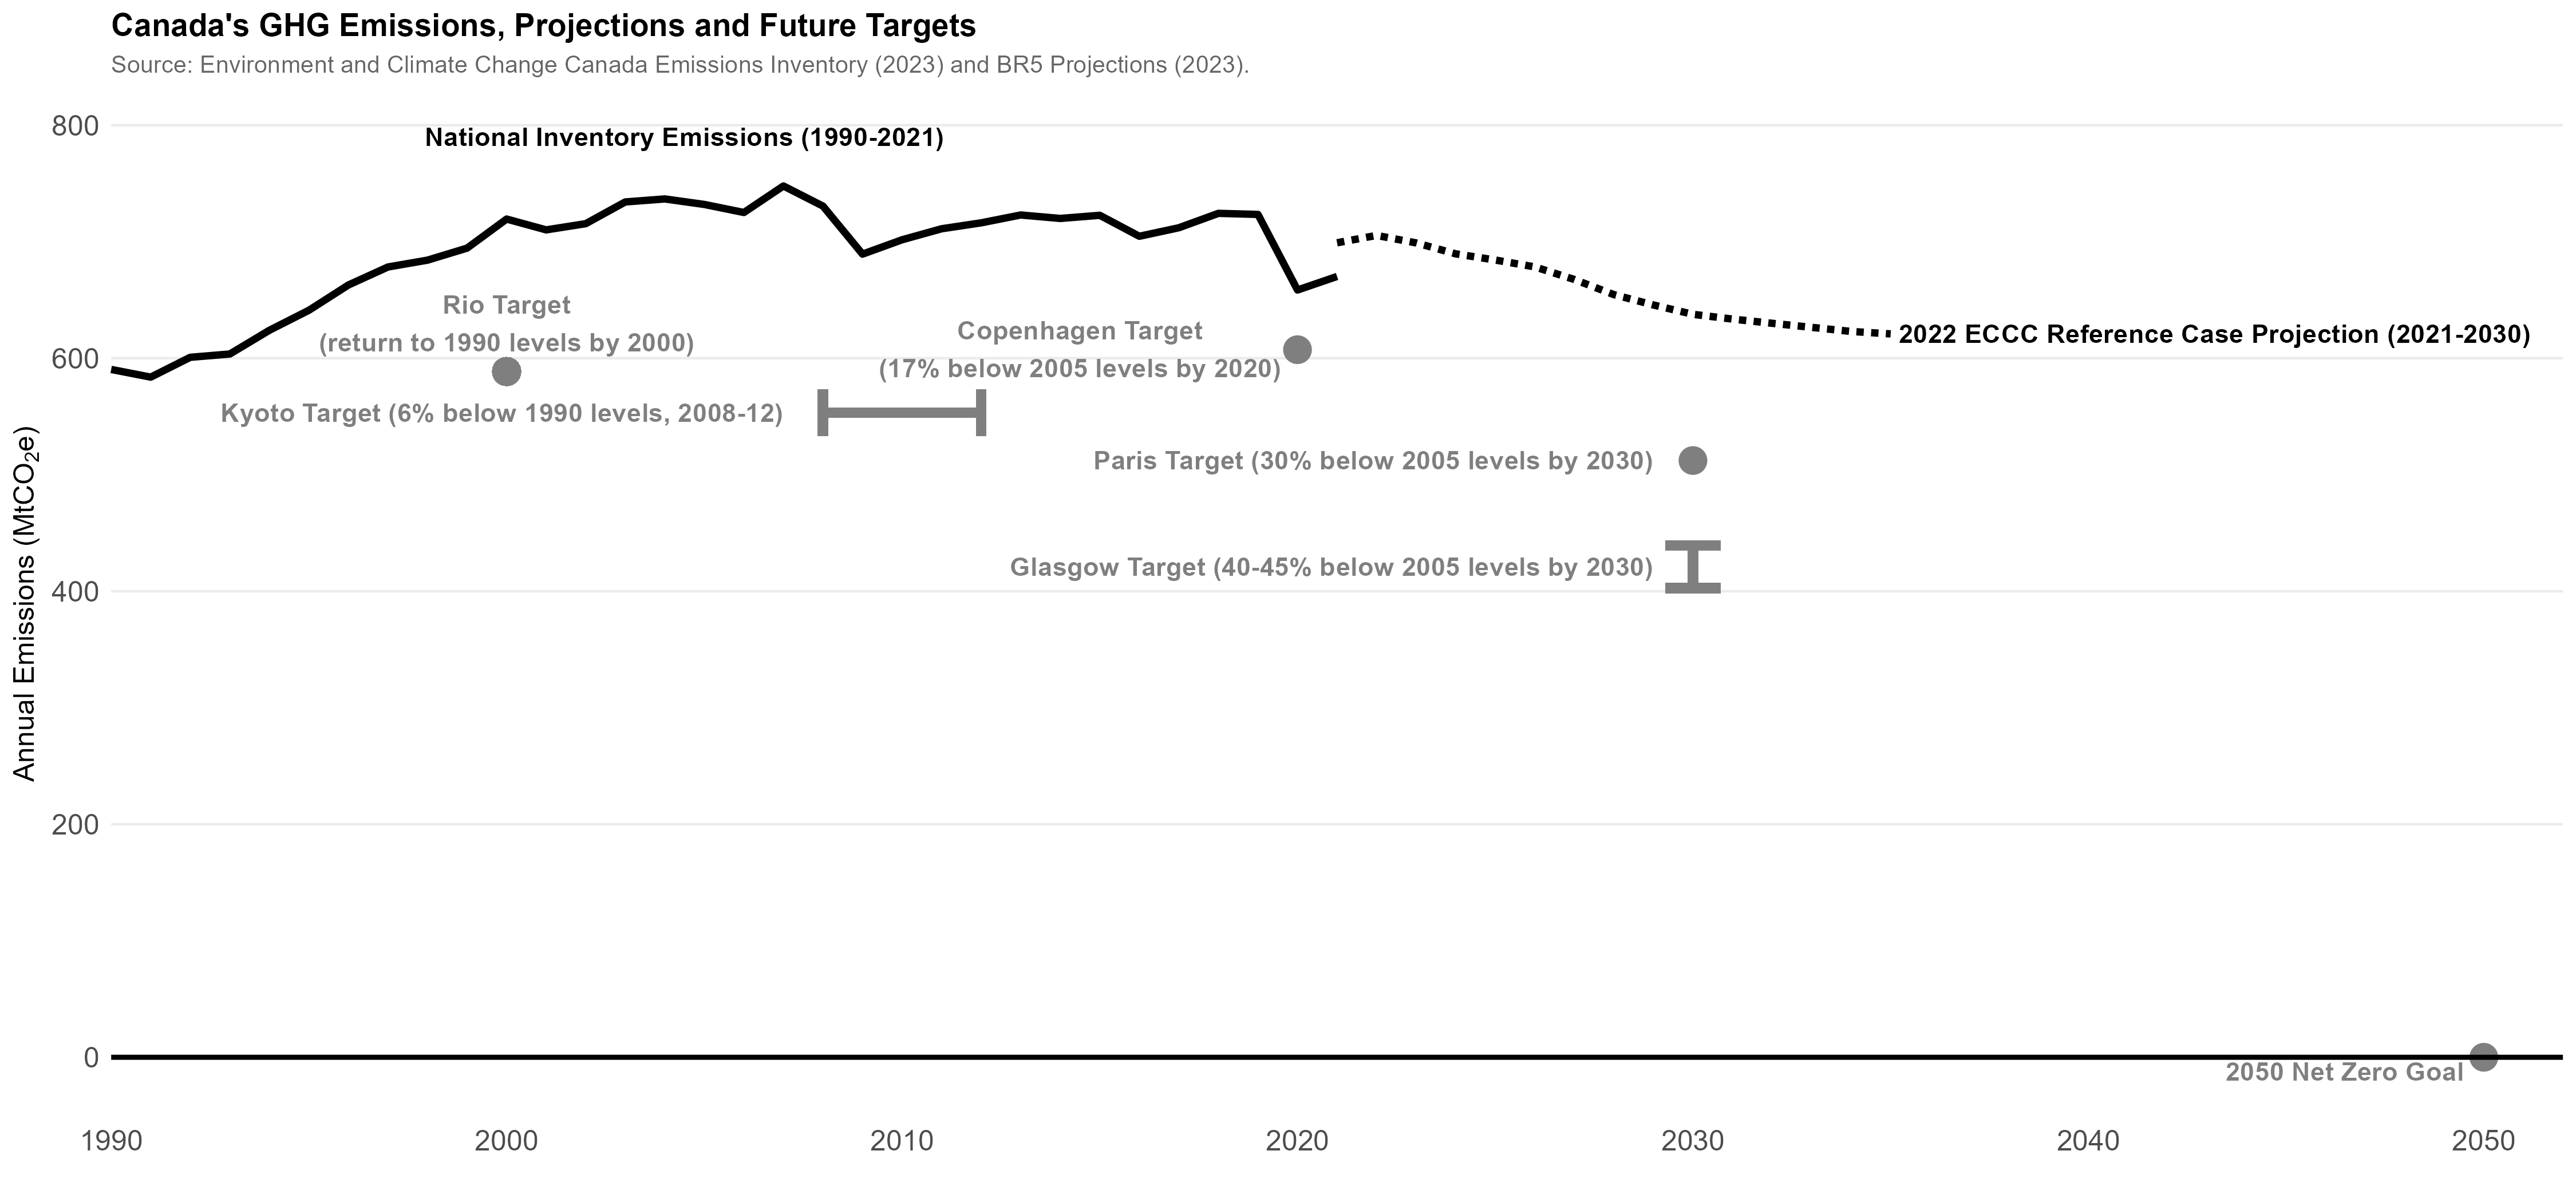 Canada's GHG Emissions, Projections and Future Targets
Source: Environment and Climate Change Canada Emissions Inventory (2023) and BR5 Projections (2023).
Annual Emissions (MtCO₂e)
800
600
400
200
0
National Inventory Emissions (1990-2021)
Rio Target
(return to 1990 levels by 2000)
Copenhagen Target
(17% below 2005 levels by 2020)
2022 ECCC Reference Case Projection (2021-2030)
Kyoto Target (6% below 1990 levels, 2008-12)
Paris Target (30% below 2005 levels by 2030)
Glasgow Target (40-45% below 2005 levels by 2030)
2050 Net Zero Goal
1990 2000 2010 2020 2030 2040 2050